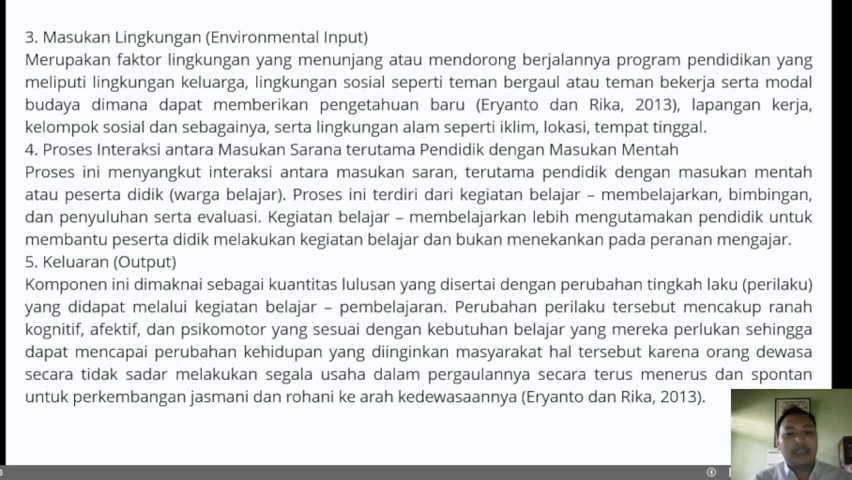 3. Masukan Lingkungan (Environmental Input)
Merupakan faktor lingkungan yang menunjang atau mendorong berjalannya program pendidikan yang
meliputi lingkungan keluarga, lingkungan sosial seperti teman bergaul atau teman bekerja serta modal
budaya dimana dapat memberikan pengetahuan baru (Eryanto dan Rika, 2013), lapangan kerja,
kelompok sosial dan sebagainya, serta lingkungan alam seperti iklim, lokasi, tempat tinggal.
4. Proses Interaksi antara Masukan Sarana terutama Pendidik dengan Masukan Mentah
Proses ini menyangkut interaksi antara masukan saran, terutama pendidik dengan masukan mentah
atau peserta didik (warga belajar). Proses ini terdiri dari kegiatan belajar – membelajarkan, bimbingan,
dan penyuluhan serta evaluasi. Kegiatan belajar – membelajarkan lebih mengutamakan pendidik untuk
membantu peserta didik melakukan kegiatan belajar dan bukan menekankan pada peranan mengajar.
5. Keluaran (Output)
Komponen ini dimaknai sebagai kuantitas lulusan yang disertai dengan perubahan tingkah laku (perilaku)
yang didapat melalui kegiatan belajar – pembelajaran. Perubahan perilaku tersebut mencakup ranah
kognitif, afektif, dan psikomotor yang sesuai dengan kebutuhan belajar yang mereka perlukan sehingga
dapat mencapai perubahan kehidupan yang diinginkan masyarakat hal tersebut karena orang dewasa
secara tidak sadar melakukan segala usaha dalam pergaulannya secara terus menerus dan spontan
untuk perkembangan jasmani dan rohani ke arah kedewasaannya (Eryanto dan Rika, 2013).